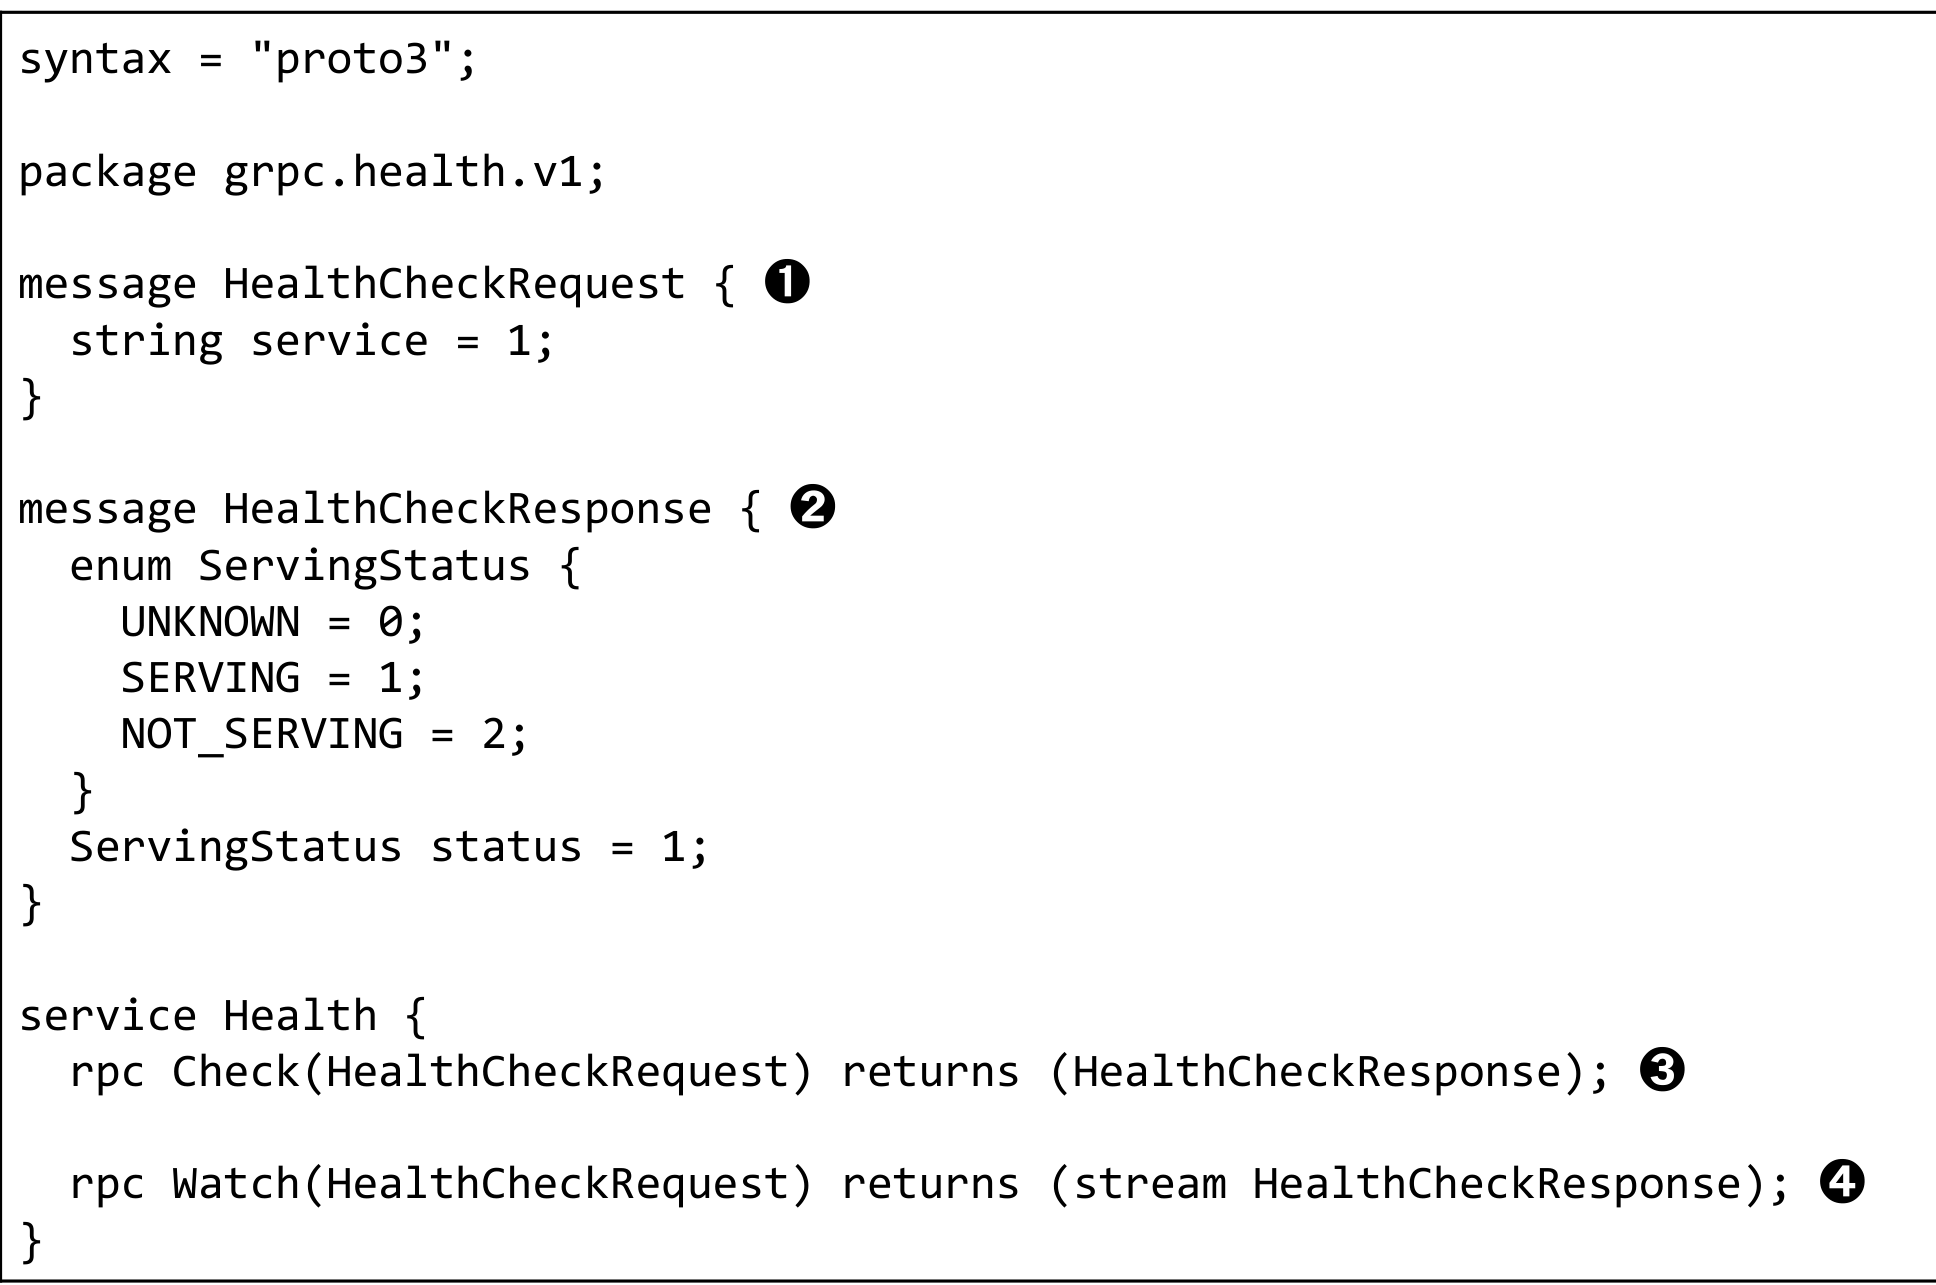 syntax = "proto3";
package grpc.health.v1;
message HealthCheckRequest { ❶
  string service = 1;
}
message HealthCheckResponse { ❷
  enum ServingStatus {
    UNKNOWN = 0;
    SERVING = 1;
    NOT_SERVING = 2;
  }
  ServingStatus status = 1;
}
service Health {
  rpc Check(HealthCheckRequest) returns (HealthCheckResponse); ❸
  rpc Watch(HealthCheckRequest) returns (stream HealthCheckResponse); ❹
}